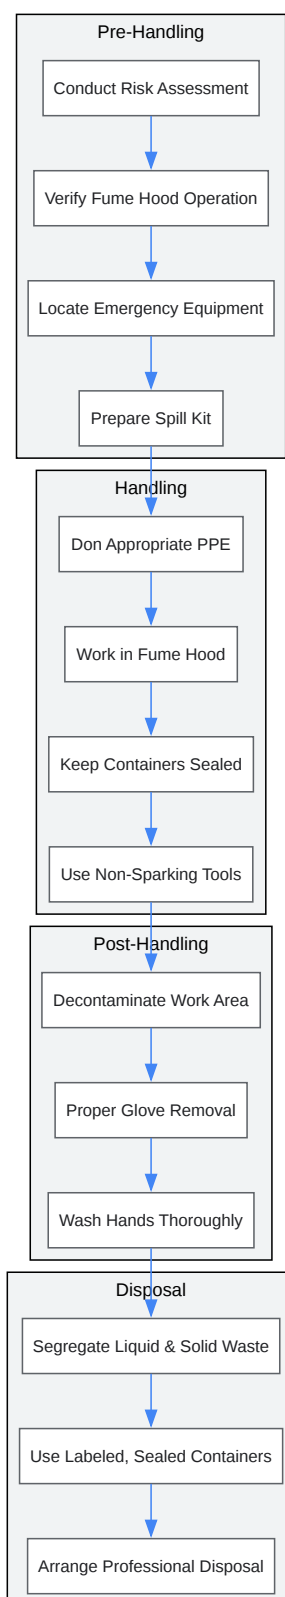 Pre-Handling
Conduct Risk Assessment
Verify Fume Hood Operation
Locate Emergency Equipment
Prepare Spill Kit
Handling
Don Appropriate PPE
Work in Fume Hood
Keep Containers Sealed
Use Non-Sparking Tools
Post-Handling
Decontaminate Work Area
Proper Glove Removal
Wash Hands Thoroughly
Disposal
Segregate Liquid & Solid Waste
Use Labeled, Sealed Containers
Arrange Professional Disposal